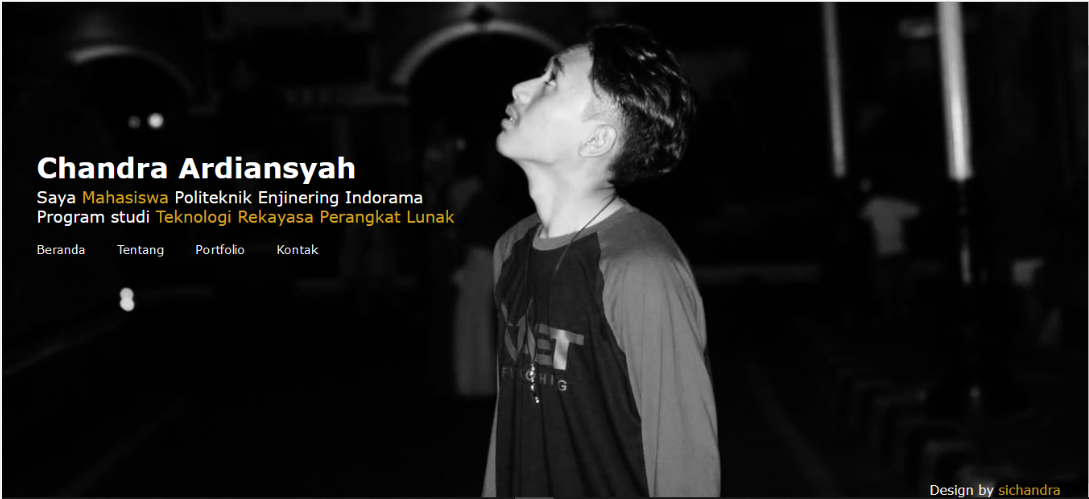 Chandra Ardiansyah
Saya Mahasiswa Politeknik Enjinering Indorama
Program studi Teknologi Rekayasa Perangkat Lunak
Beranda Tentang Portfolio Kontak
Design by sichandra